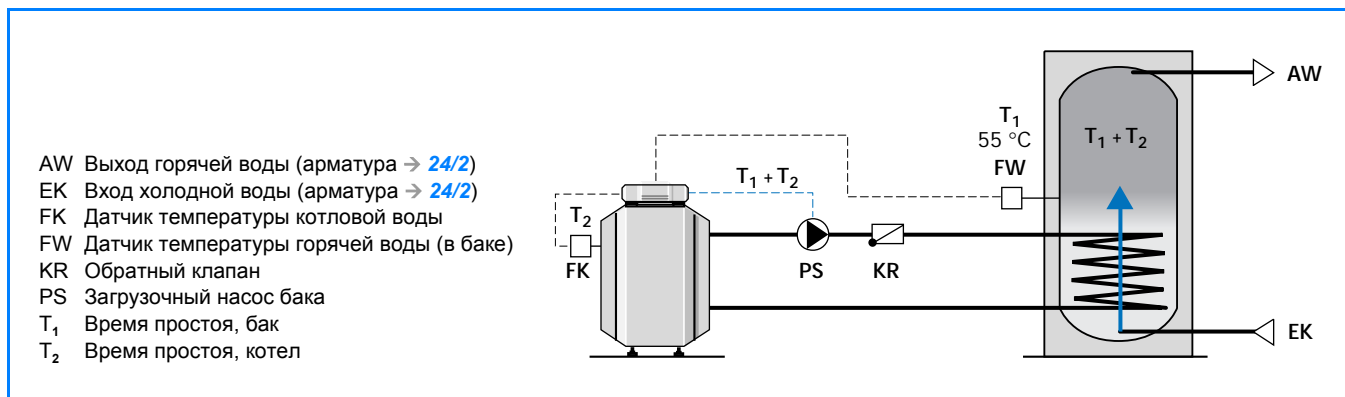 AW Выход горячей воды (арматура → 24/2)
EK Вход холодной воды (арматура → 24/2)
FK Датчик температуры котловой воды
FW Датчик температуры горячей воды (в баке)
KR Обратный клапан
PS Загрузочный насос бака
T₁ Время простоя, бак
T₂ Время простоя, котел
T₂
FK
T₁ + T₂
PS
KR
T₁
55 °C
FW
T₁ + T₂
AW
EK